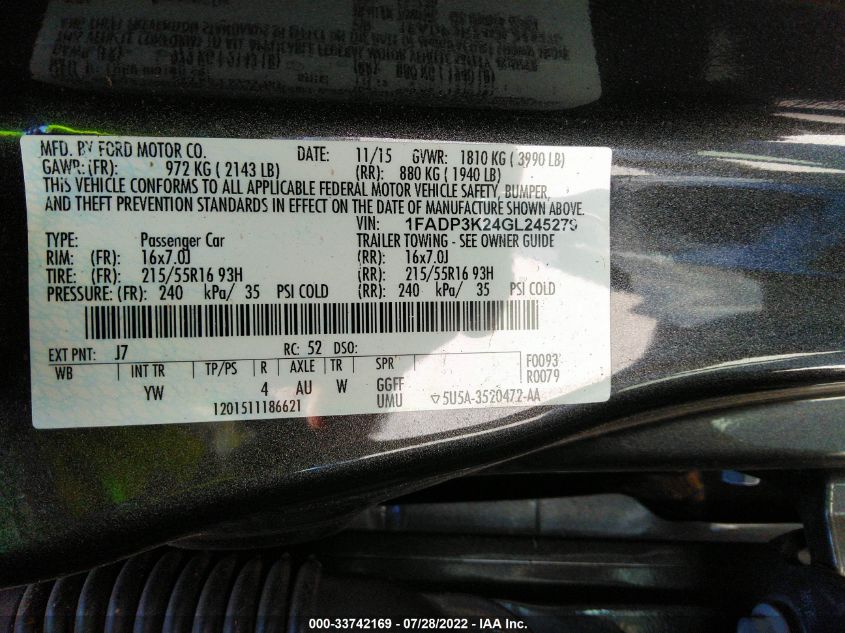 MFD. BY FORD MOTOR CO. DATE: 11/15 GVWR: 1810 KG ( 3990 LB)
GAWR: (FR): 972 KG ( 2143 LB) (RR): 880 KG ( 1940 LB)
THIS VEHICLE CONFORMS TO ALL APPLICABLE FEDERAL MOTOR VEHICLE SAFETY, BUMPER,
AND THEFT PREVENTION STANDARDS IN EFFECT ON THE DATE OF MANUFACTURE SHOWN ABOVE.
VIN: 1FADP3K24GL245279
TYPE: Passenger Car TRAILER TOWING - SEE OWNER GUIDE
RIM: (FR): 16x7.0J (RR): 16x7.0J
TIRE: (FR): 215/55R16 93H (RR): 215/55R16 93H
PRESSURE: (FR): 240 kPa/ 35 PSI COLD (RR): 240 kPa/ 35 PSI COLD
EXT PNT: J7 RC: 52 DSO:
WB INT TR TP/PS R AXLE TR SPR F0093
YW 4 AU W GGFF R0079
UMU
1201511186621 ▽5U5A-3520472-AA
000-33742169 - 07/28/2022 - IAA Inc.